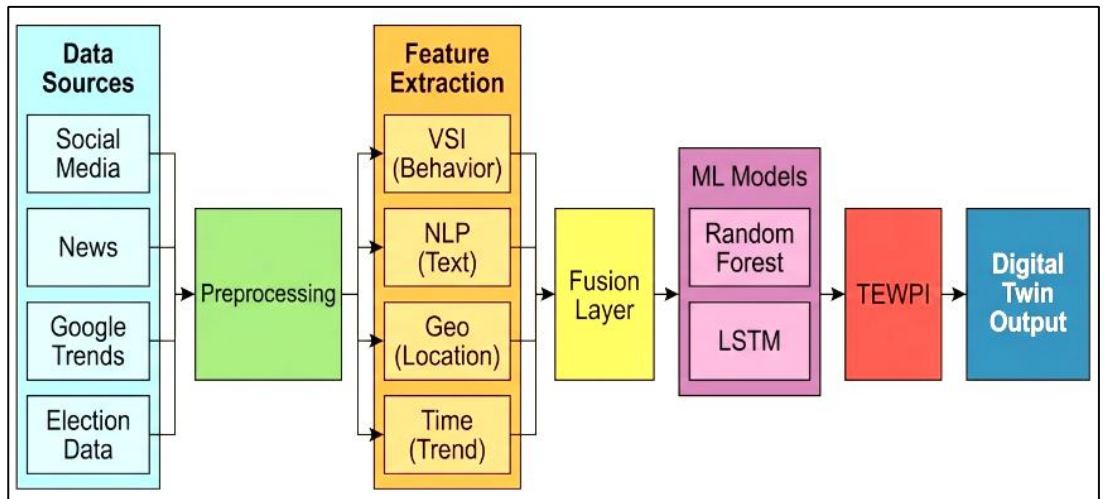 Data
Sources
Social
Media
News
Google
Trends
Election
Data
Preprocessing
Feature
Extraction
VSI
(Behavior)
NLP
(Text)
Geo
(Location)
Time
(Trend)
Fusion
Layer
ML Models
Random
Forest
LSTM
TEWPI
Digital
Twin
Output